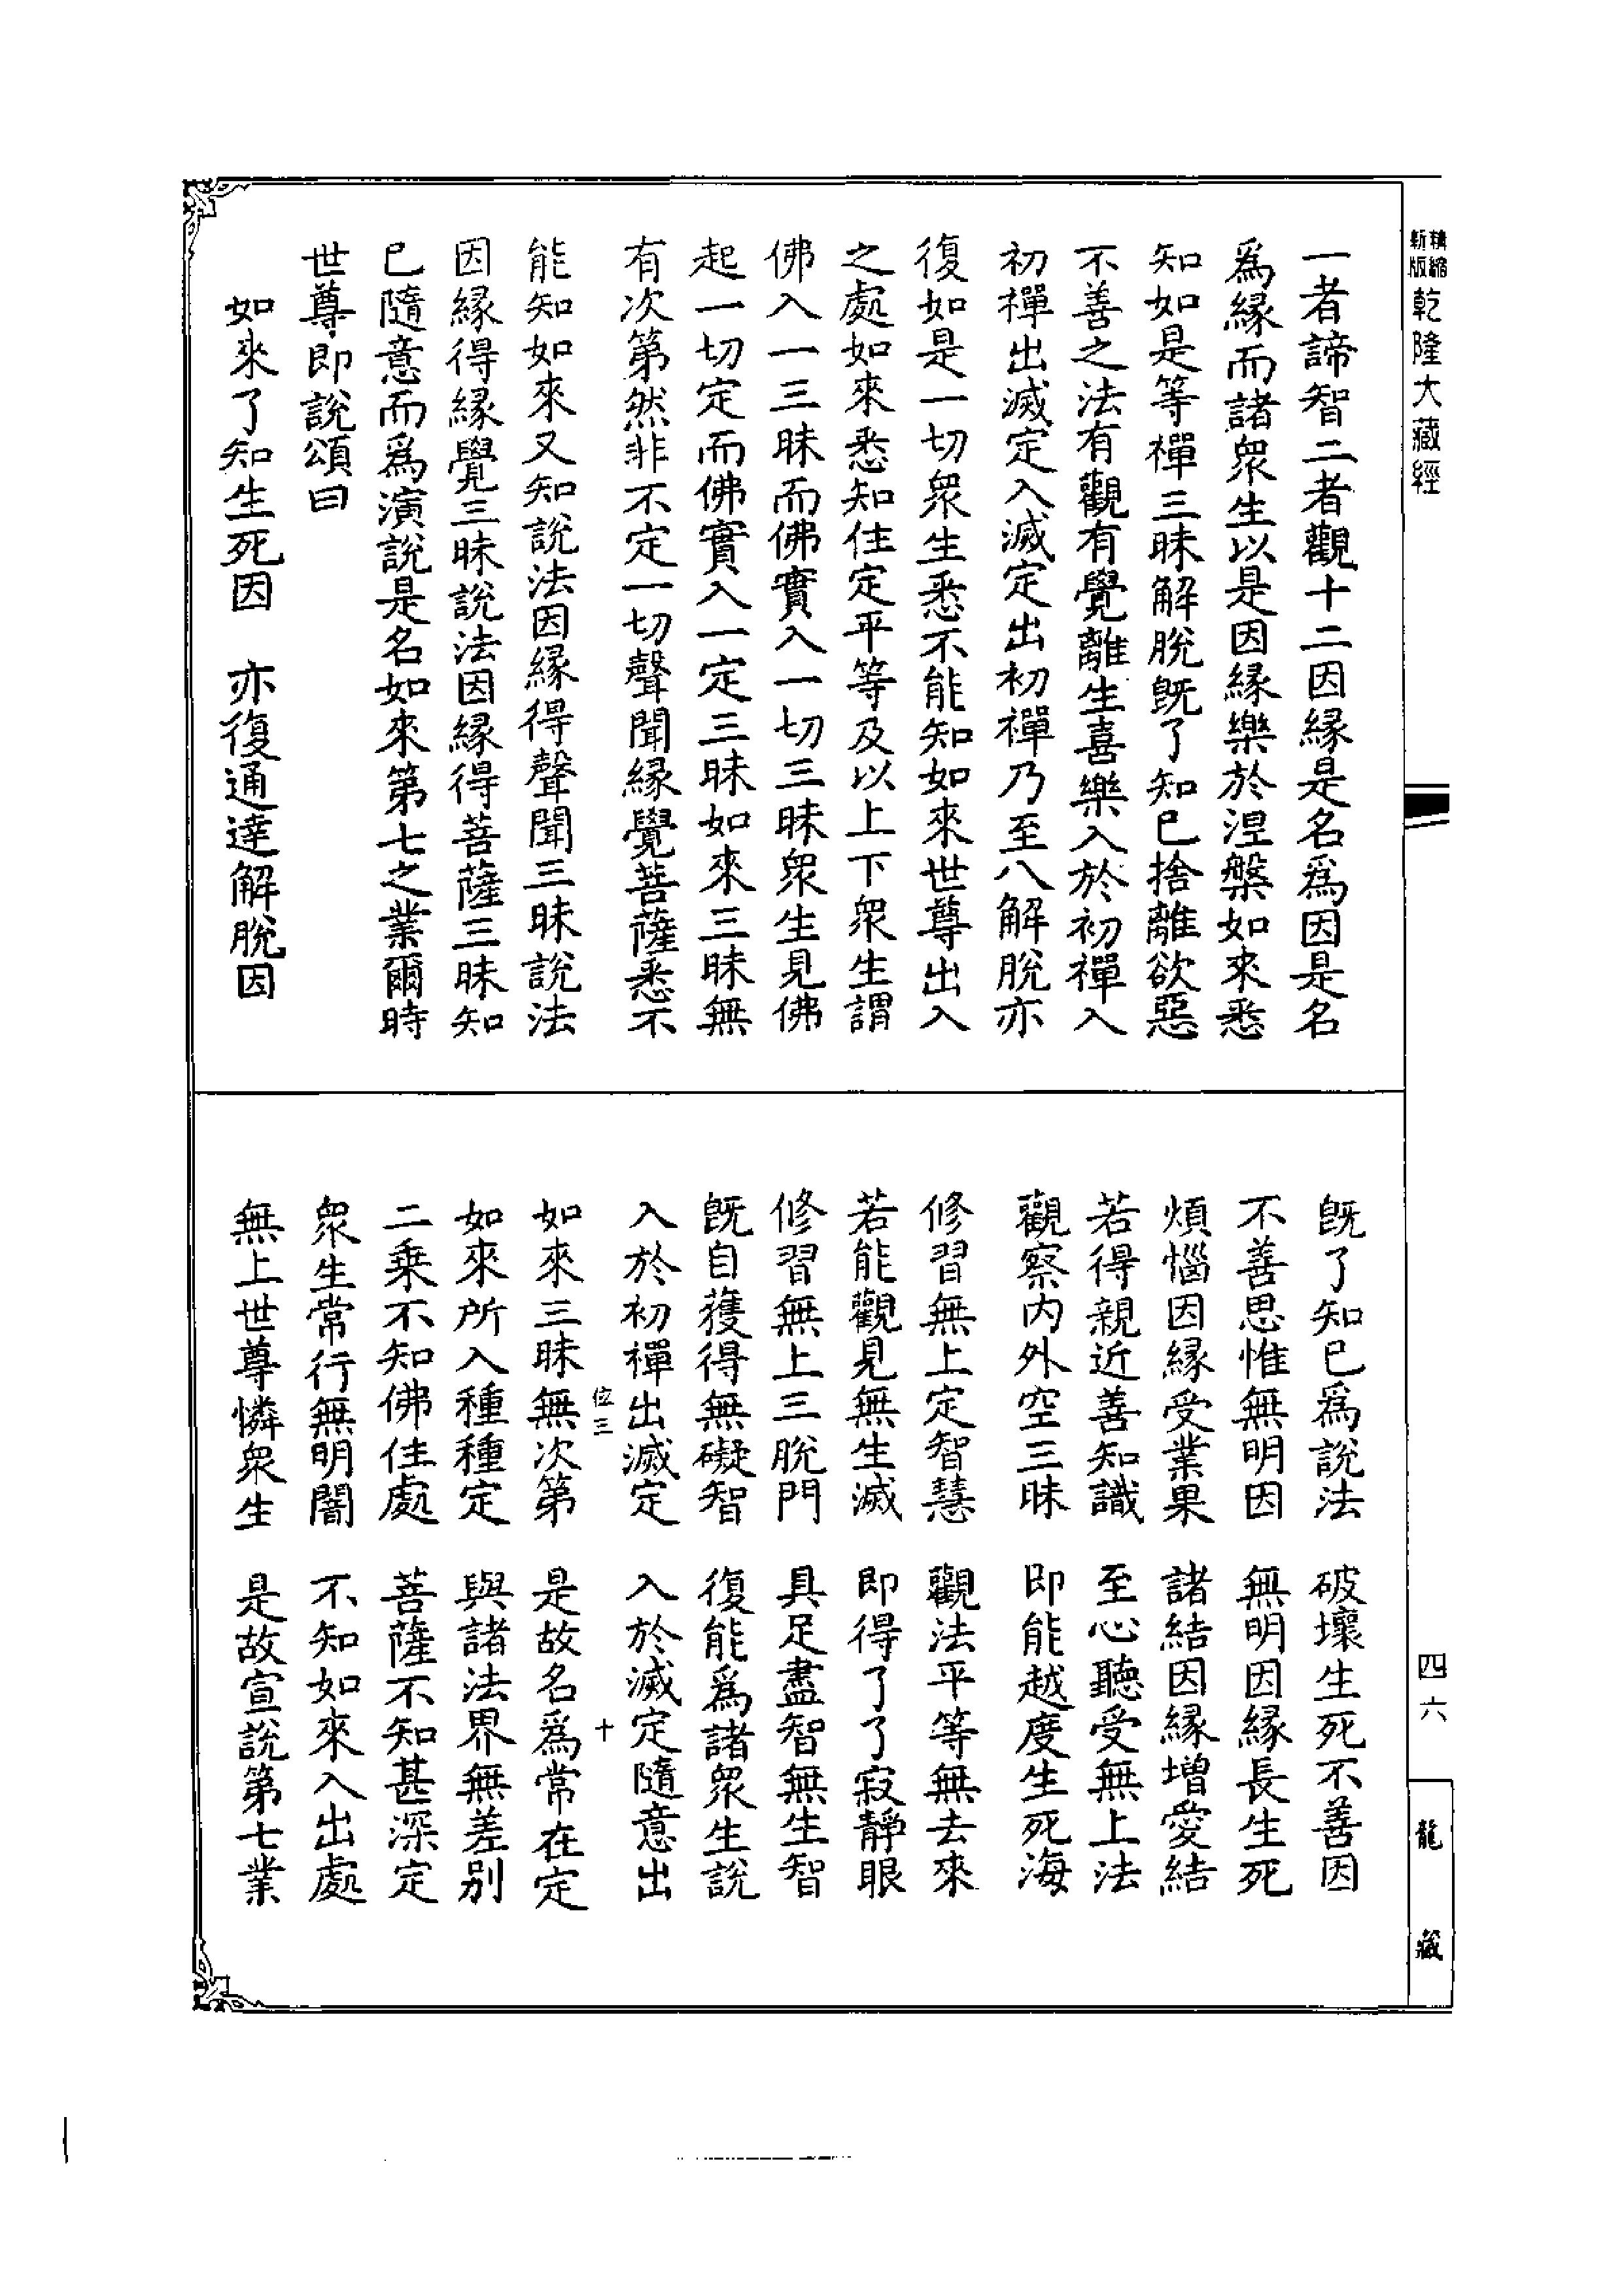 精縮新版乾隆大藏經
四六
龍藏
一者諦智二者觀十二因緣是名爲因是名
爲緣而諸衆生以是因緣樂於涅槃如來悉
知如是等禪三昧解脫既了知已捨離欲惡
不善之法有觀有覺離生喜樂入於初禪入
初禪出滅定入滅定出初禪乃至八解脫亦
復如是一切衆生悉不能知如來世尊出入
之處如來悉知住定平等及以上下衆生謂
佛入一三昧而佛實入一切三昧衆生見佛
起一切定而佛實入一定三昧如來三昧無
有次第然非不定一切聲聞緣覺菩薩悉不
能知如來又知說法因緣得聲聞三昧說法
因緣得緣覺三昧說法因緣得菩薩三昧知
已隨意而爲演說是名如來第七之業爾時
世尊即說頌曰
如來了知生死因　亦復通達解脫因
既了知已爲說法　破壞生死不善因
不善思惟無明因　無明因緣長生死
煩惱因緣受業果　諸結因緣增愛結
若得親近善知識　至心聽受無上法
觀察內外空三昧　即能越度生死海
修習無上定智慧　觀法平等無去來
若能觀見無生滅　即得了了寂靜眼
修習無上三脫門　具足盡智無生智
既自獲得無礙智　復能爲諸衆生說
入於初禪出滅定　入於滅定隨意出
位三　十
如來三昧無次第　是故名爲常在定
如來所入種種定　與諸法界無差別
二乘不知佛住處　菩薩不知甚深定
衆生常行無明闇　不知如來入出處
無上世尊憐衆生　是故宣說第七業